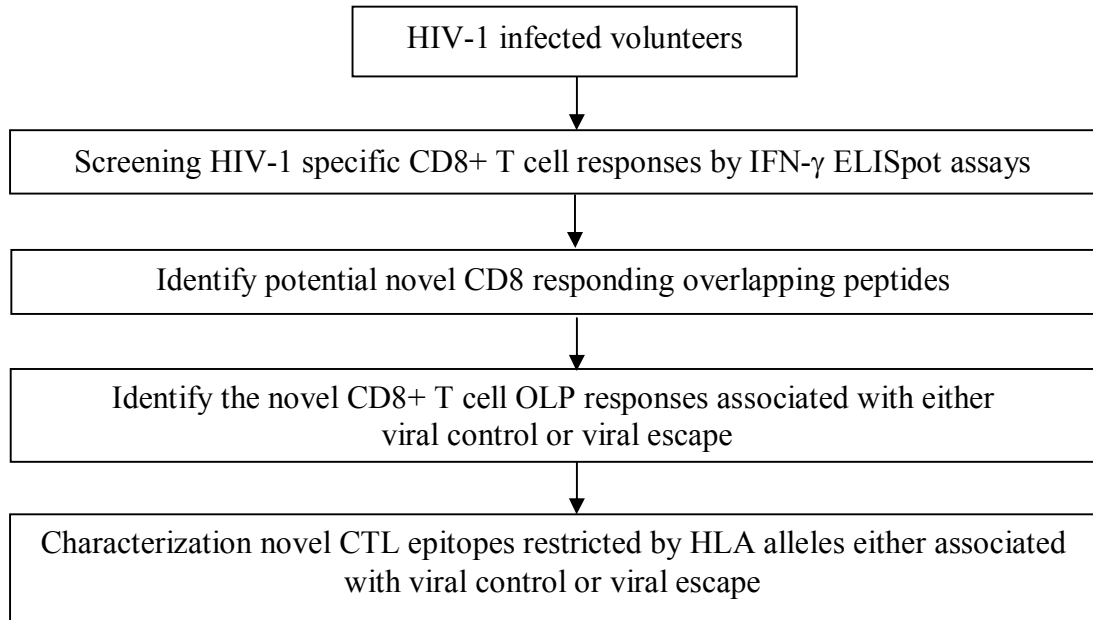 HIV-1 infected volunteers
Screening HIV-1 specific CD8+ T cell responses by IFN-γ ELISpot assays
Identify potential novel CD8 responding overlapping peptides
Identify the novel CD8+ T cell OLP responses associated with either
viral control or viral escape
Characterization novel CTL epitopes restricted by HLA alleles either associated
with viral control or viral escape